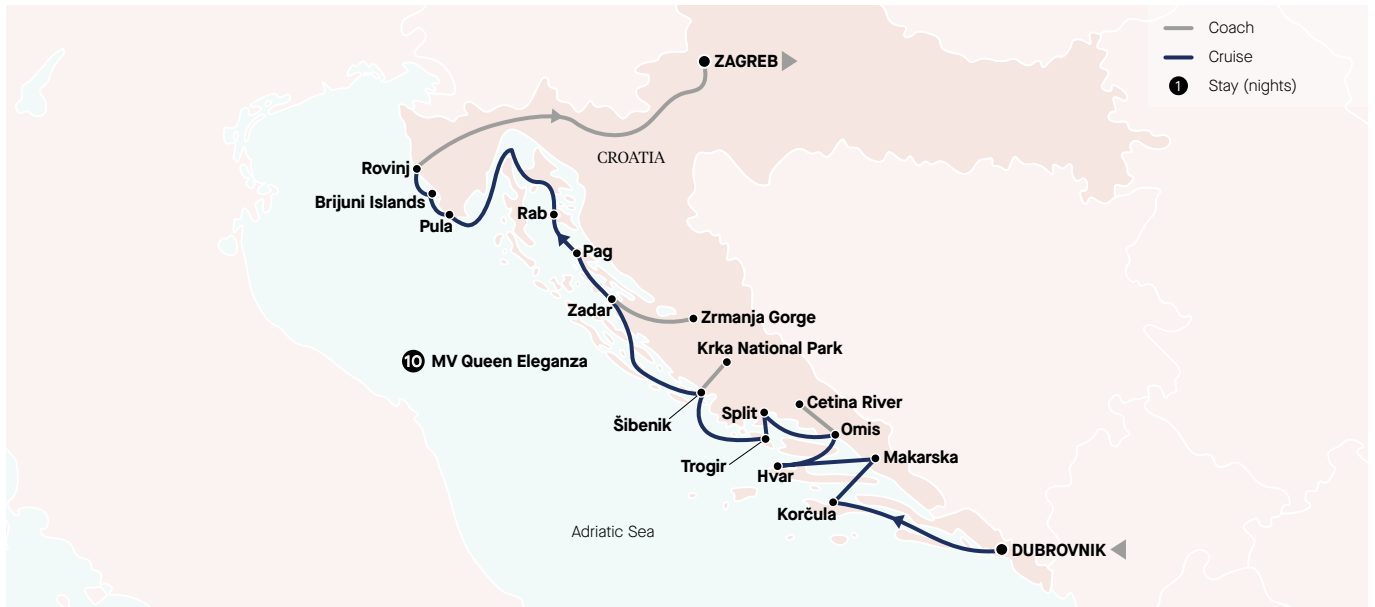 Coach
ZAGREB
Cruise
1 Stay (nights)
CROATIA
Rovinj
Brijuni Islands
Rab
Pula
Pag
Zadar
Zrmanja Gorge
Krka National Park
10 MV Queen Eleganza
Cetina River
Split
Šibenik
Omis
Makarska
Trogir
Hvar
Korčula
Adriatic Sea
DUBROVNIK